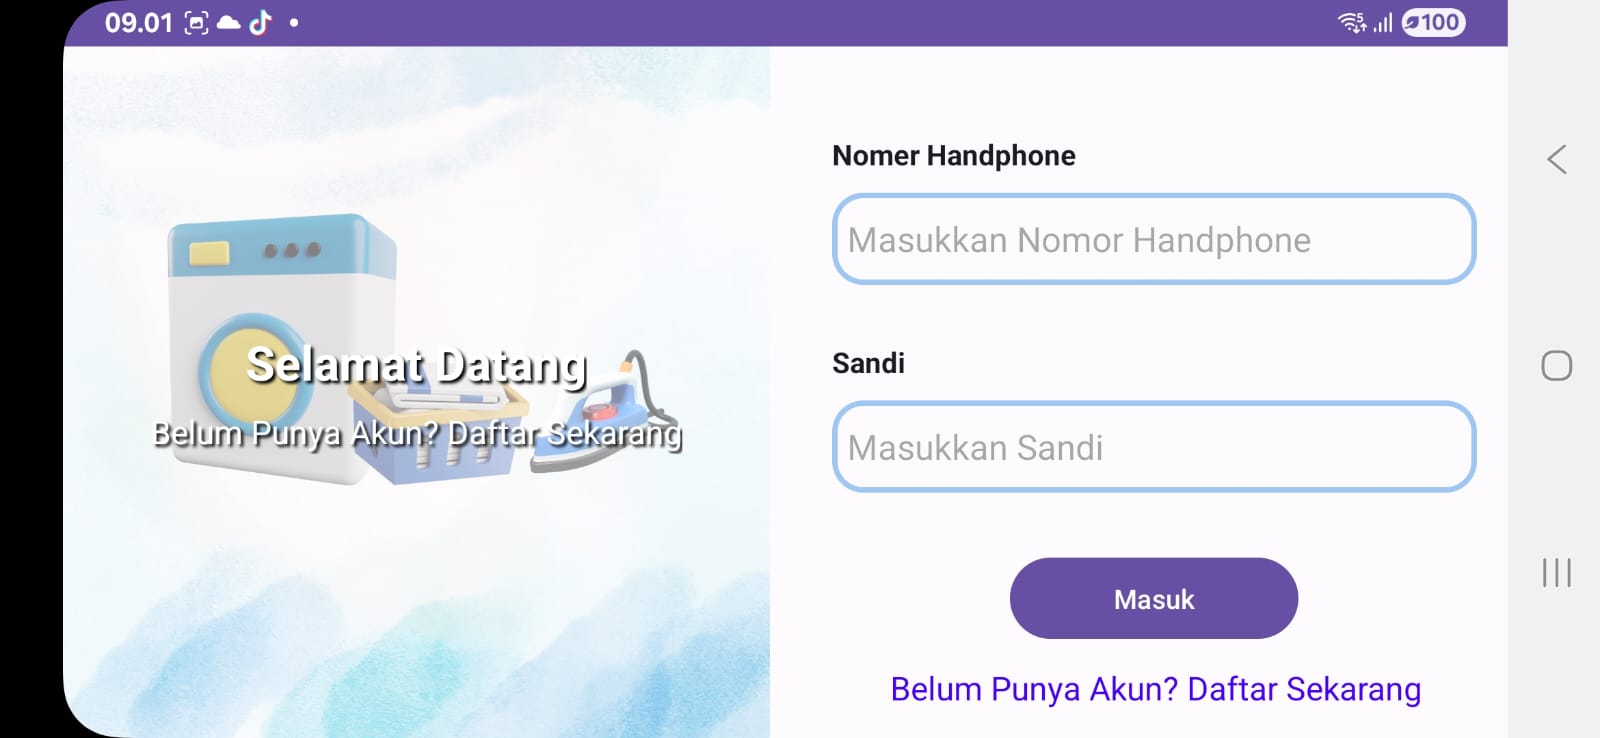 09.01
5
100
Selamat Datang
Belum Punya Akun? Daftar Sekarang
Nomer Handphone
Masukkan Nomor Handphone
Sandi
Masukkan Sandi
Masuk
Belum Punya Akun? Daftar Sekarang